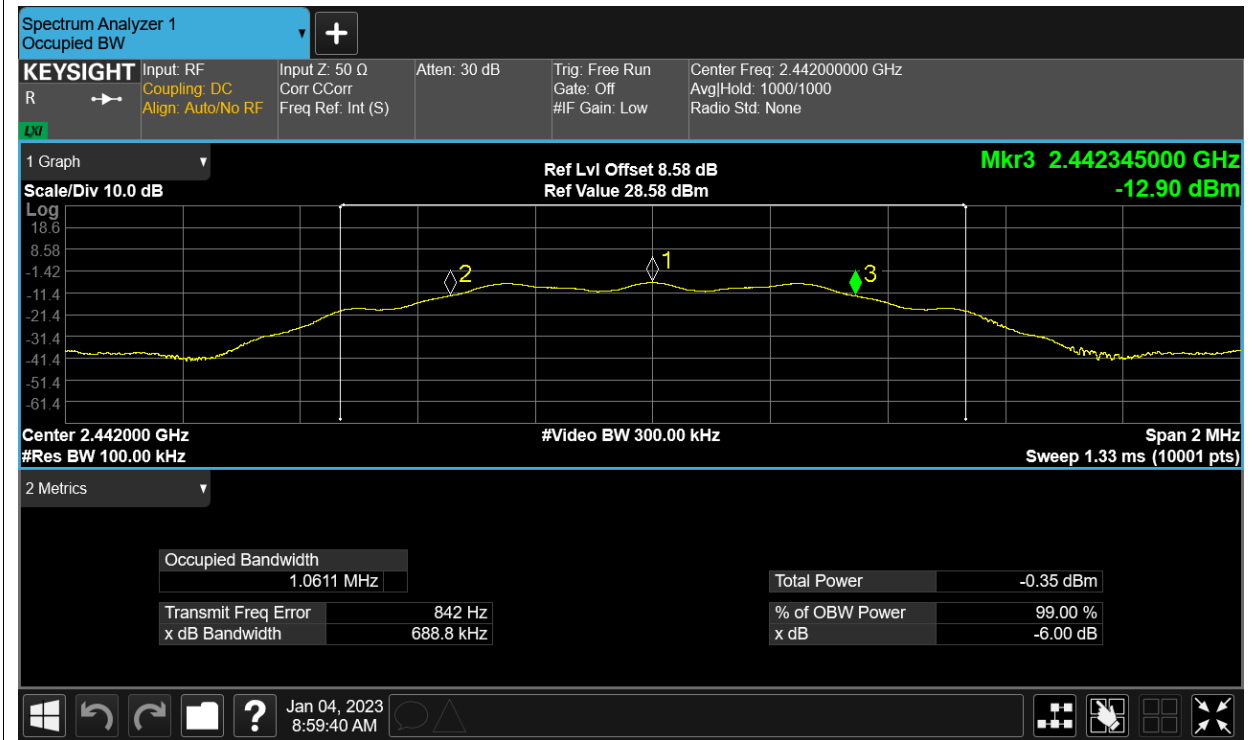 Spectrum Analyzer 1
Occupied BW
▼
+
KEYSIGHT
R
LXI
Input: RF
Coupling: DC
Align: Auto/No RF
Input Z: 50 Ω
Corr CCorr
Freq Ref: Int (S)
Atten: 30 dB
Trig: Free Run
Gate: Off
#IF Gain: Low
Center Freq: 2.442000000 GHz
Avg|Hold: 1000/1000
Radio Std: None
1 Graph ▼
Scale/Div 10.0 dB
Ref Lvl Offset 8.58 dB
Ref Value 28.58 dBm
Mkr3 2.442345000 GHz
-12.90 dBm
Log
18.6
8.58
-1.42
-11.4
-21.4
-31.4
-41.4
-51.4
-61.4
2
1
3
Center 2.442000 GHz
#Res BW 100.00 kHz
#Video BW 300.00 kHz
Span 2 MHz
Sweep 1.33 ms (10001 pts)
2 Metrics ▼
Occupied Bandwidth
1.0611 MHz
Total Power -0.35 dBm
Transmit Freq Error 842 Hz
% of OBW Power 99.00 %
x dB Bandwidth 688.8 kHz
x dB -6.00 dB
?
Jan 04, 2023
8:59:40 AM